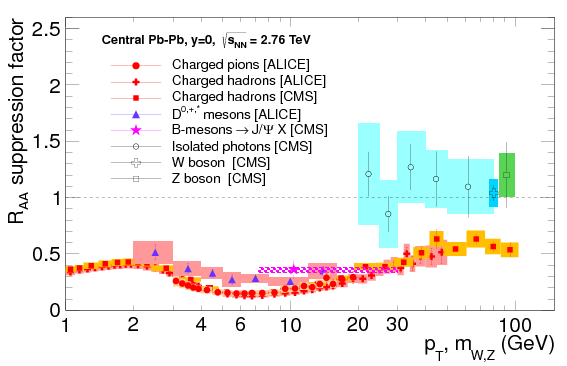 Central Pb-Pb, y=0, √s_NN = 2.76 TeV
Charged pions [ALICE]
Charged hadrons [ALICE]
Charged hadrons [CMS]
D^0,+,* mesons [ALICE]
B-mesons → J/Ψ X [CMS]
Isolated photons [CMS]
W boson [CMS]
Z boson [CMS]
R_AA suppression factor
2.5
2
1.5
1
0.5
0
1 2 3 4 5 6 10 20 30 100
p_T, m_W,Z (GeV)